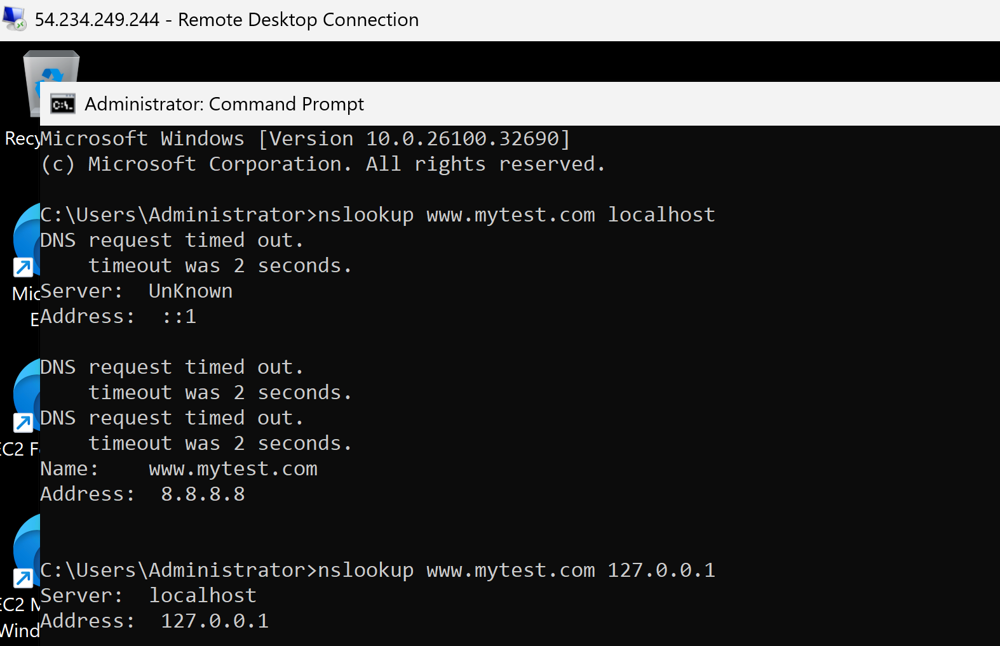 54.234.249.244 - Remote Desktop Connection
Administrator: Command Prompt
Recy
Microsoft Windows [Version 10.0.26100.32690]
(c) Microsoft Corporation. All rights reserved.
C:\Users\Administrator>nslookup www.mytest.com localhost
DNS request timed out.
    timeout was 2 seconds.
Server:  UnKnown
Address:  ::1
Mic
E
DNS request timed out.
    timeout was 2 seconds.
DNS request timed out.
    timeout was 2 seconds.
EC2 F
Name:    www.mytest.com
Address:  8.8.8.8
C:\Users\Administrator>nslookup www.mytest.com 127.0.0.1
Server:  localhost
Address:  127.0.0.1
EC2 M
Wind